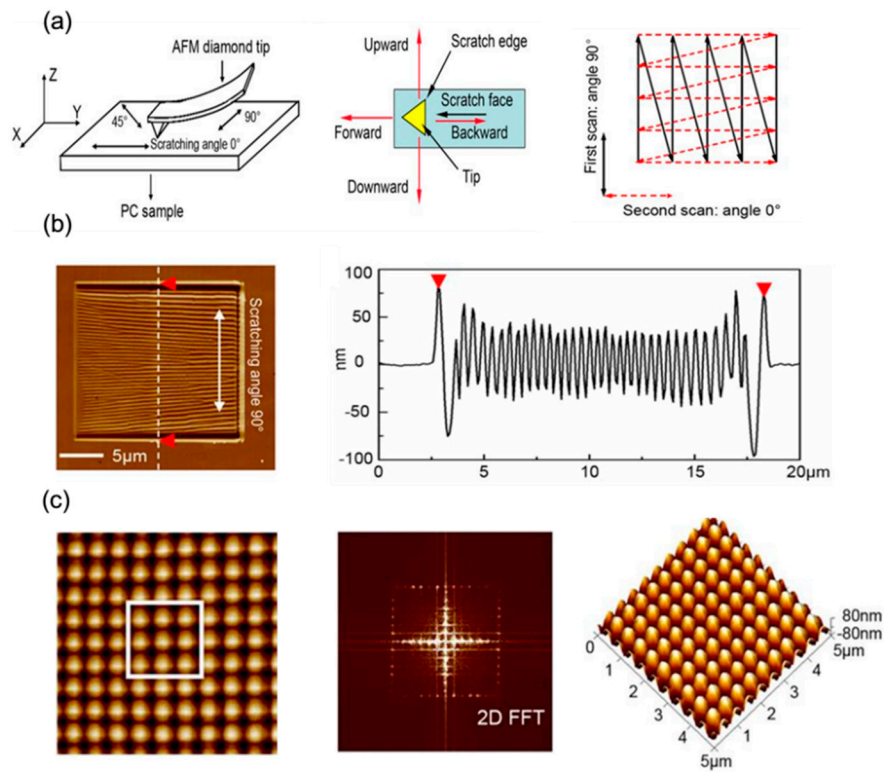 (a)
AFM diamond tip
Z
Y
X
45°
90°
Scratching angle 0°
PC sample
Upward
Scratch edge
Scratch face
Forward
Backward
Tip
Downward
First scan: angle 90°
Second scan: angle 0°
(b)
Scratching angle 90°
5μm
100
50
0
-50
-100
nm
0
5
10
15
20μm
(c)
2D FFT
80nm
-80nm
0
1
2
3
4
5μm
1
2
3
4
5μm